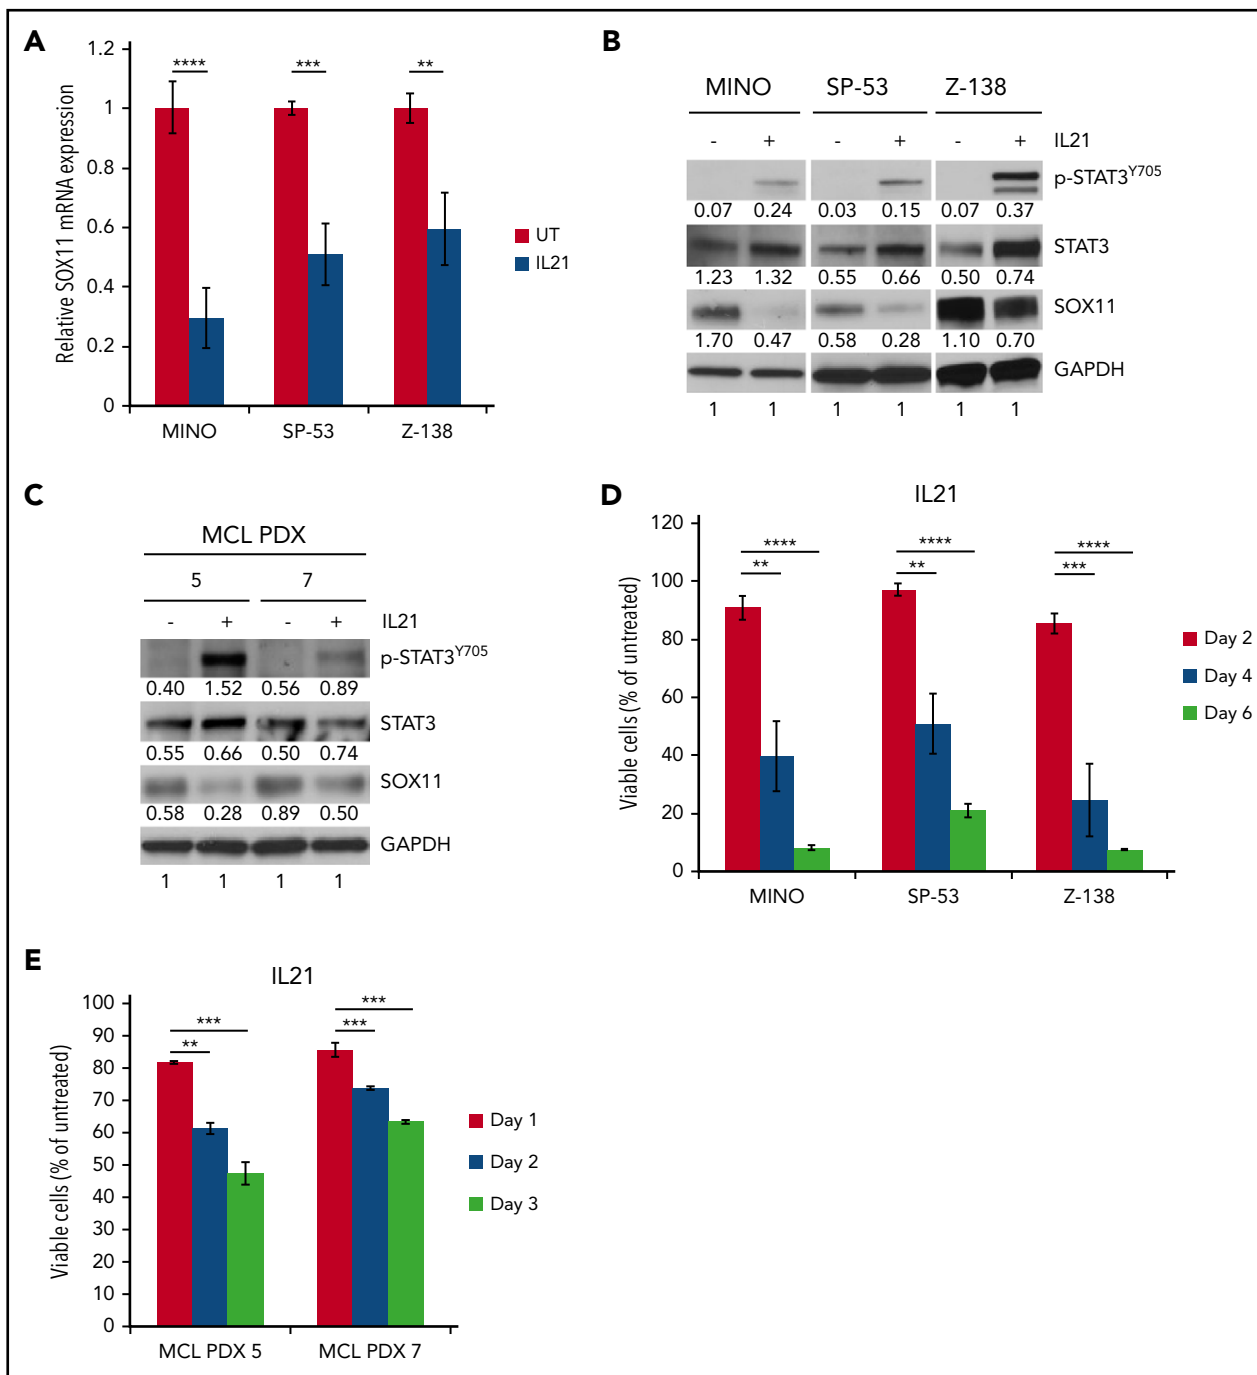 A
Relative SOX11 mRNA expression
1.2
1
0.8
0.6
0.4
0.2
0
**** *** **
MINO SP-53 Z-138
UT
IL21
B
MINO SP-53 Z-138
- + - + - + IL21
p-STAT3Y705
0.07 0.24 0.03 0.15 0.07 0.37
STAT3
1.23 1.32 0.55 0.66 0.50 0.74
SOX11
1.70 0.47 0.58 0.28 1.10 0.70
GAPDH
1 1 1 1 1 1
C
MCL PDX
5 7
- + - + IL21
p-STAT3Y705
0.40 1.52 0.56 0.89
STAT3
0.55 0.66 0.50 0.74
SOX11
0.58 0.28 0.89 0.50
GAPDH
1 1 1 1
D
IL21
Viable cells (% of untreated)
120
100
80
60
40
20
0
**** **** ****
** ** ***
MINO SP-53 Z-138
Day 2
Day 4
Day 6
E
IL21
Viable cells (% of untreated)
100
90
80
70
60
50
40
30
20
10
0
*** ***
** ***
MCL PDX 5 MCL PDX 7
Day 1
Day 2
Day 3